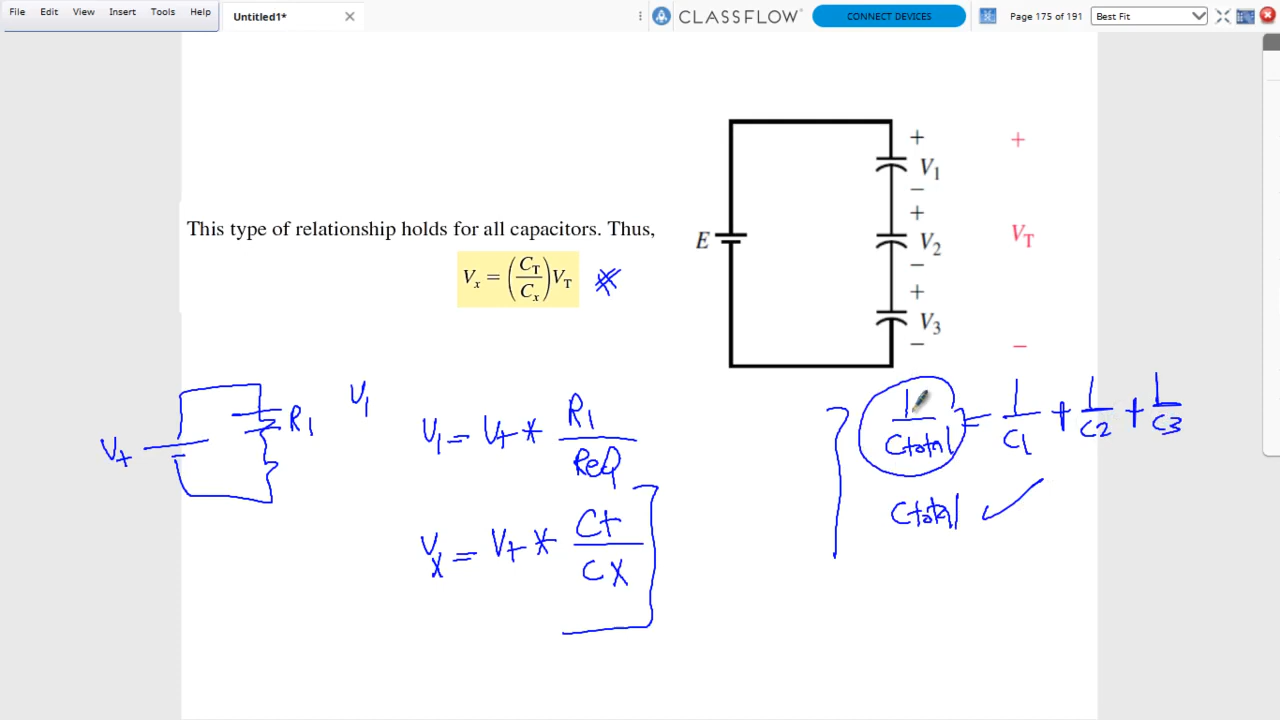 File Edit View Insert Tools Help
Untitled1*
CLASSFLOW
CONNECT DEVICES
Page 175 of 191
Best Fit
+
V1
−
+
V2
−
+
V3
−
E
+
VT
−
This type of relationship holds for all capacitors. Thus,
Vx = (CT/Cx)VT *
Vt
R1
V1
V1 = Vt * R1/Req
Vx = Vt * Ct/Cx
1/Ctotal = 1/C1 + 1/C2 + 1/C3
Ctotal ✓